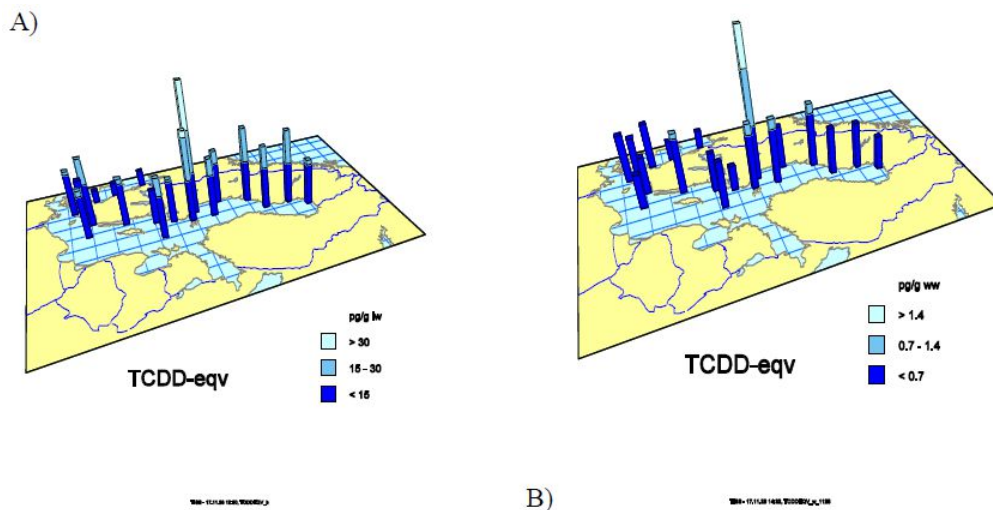 A)
pg/g lw
> 30
15 - 30
< 15
TCDD-eqv
pg/g ww
> 1.4
0.7 - 1.4
< 0.7
TCDD-eqv
B)